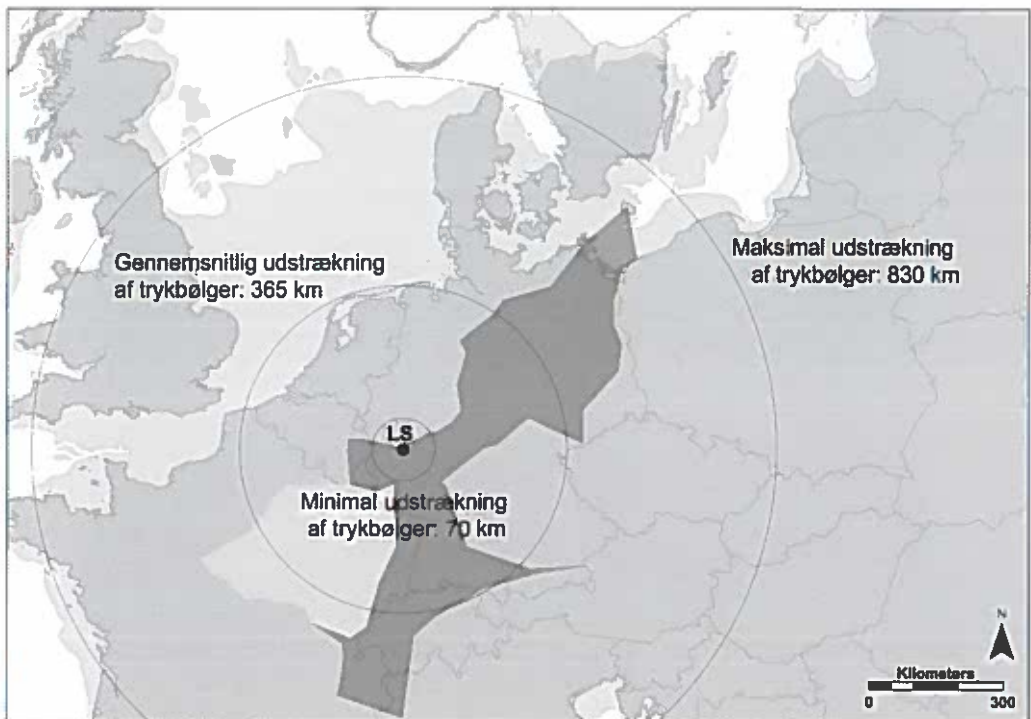 Gennemsnitlig udstrækning
af trykbølger: 365 km
Maksimal udstrækning
af trykbølger: 830 km
LS
Minimal udstrækning
af trykbølger: 70 km
N
Kilometers
0 300